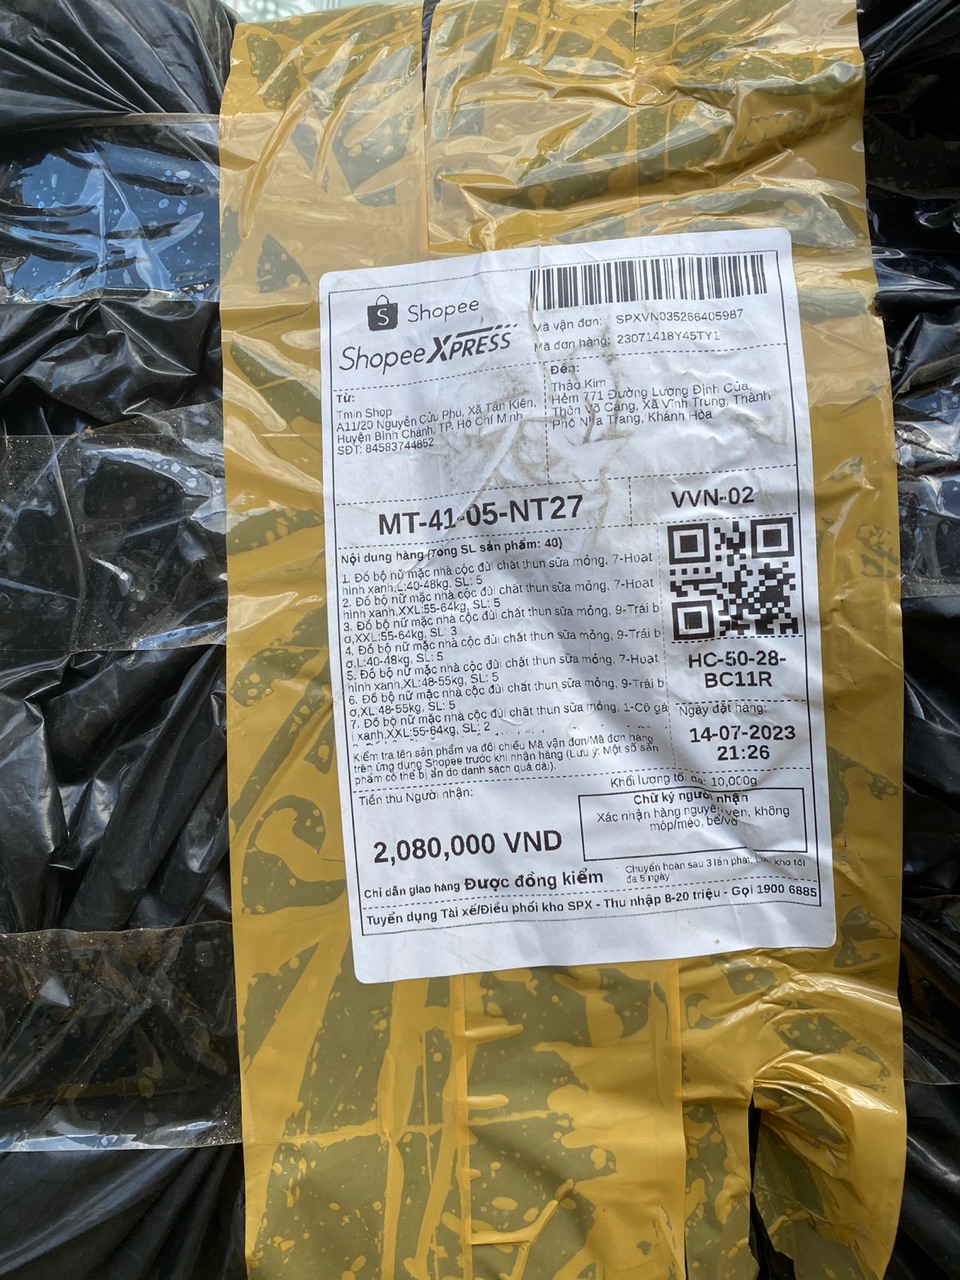 Shopee
Shopee XPRESS
Mã vận đơn: SPXVN035266405987
Mã đơn hàng: 23071418Y45TY1
Từ:
Tmin Shop
A11/20 Nguyễn Cửu Phu, Xã Tân Kiên,
Huyện Bình Chánh, TP. Hồ Chí Minh
SĐT: 84583744852
Đến:
Thảo Kim
Hẻm 771 Đường Lương Định Của,
Thôn Võ Cang, Xã Vĩnh Trung, Thành
Phố Nha Trang, Khánh Hòa
MT-41-05-NT27
VVN-02
Nội dung hàng (Tổng SL sản phẩm: 40)
1. Đồ bộ nữ mặc nhà cộc đùi chất thun sữa mỏng, 7-Hoạt
hình xanh,L:40-48kg, SL: 5
2. Đồ bộ nữ mặc nhà cộc đùi chất thun sữa mỏng, 7-Hoạt
hình xanh,XXL:55-64kg, SL: 5
3. Đồ bộ nữ mặc nhà cộc đùi chất thun sữa mỏng, 9-Trái b
ơ,XXL:55-64kg, SL: 3
4. Đồ bộ nữ mặc nhà cộc đùi chất thun sữa mỏng, 9-Trái b
ơ,L:40-48kg, SL: 5
5. Đồ bộ nữ mặc nhà cộc đùi chất thun sữa mỏng, 7-Hoạt
hình xanh,XL:48-55kg, SL: 5
6. Đồ bộ nữ mặc nhà cộc đùi chất thun sữa mỏng, 9-Trái b
ơ,XL:48-55kg, SL: 5
7. Đồ bộ nữ mặc nhà cộc đùi chất thun sữa mỏng, 1-Cô gá
i xanh,XXL:55-64kg, SL: 2
Kiểm tra tên sản phẩm và đối chiếu Mã vận đơn/Mã đơn hàng
trên ứng dụng Shopee trước khi nhận hàng (Lưu ý: Một số sản
phẩm có thể bị ẩn do danh sách quá dài).
HC-50-28-
BC11R
Ngày đặt hàng:
14-07-2023
21:26
Tiền thu Người nhận:
2,080,000 VND
Khối lượng tối đa: 10,000g
Chữ ký người nhận
Xác nhận hàng nguyên vẹn, không
móp/méo, bể/vỡ
Chỉ dẫn giao hàng Được đồng kiểm
Chuyển hoàn sau 3 lần phát, Lưu kho tối
đa 5 ngày
Tuyển dụng Tài xế/Điều phối kho SPX - Thu nhập 8-20 triệu - Gọi 1900 6885